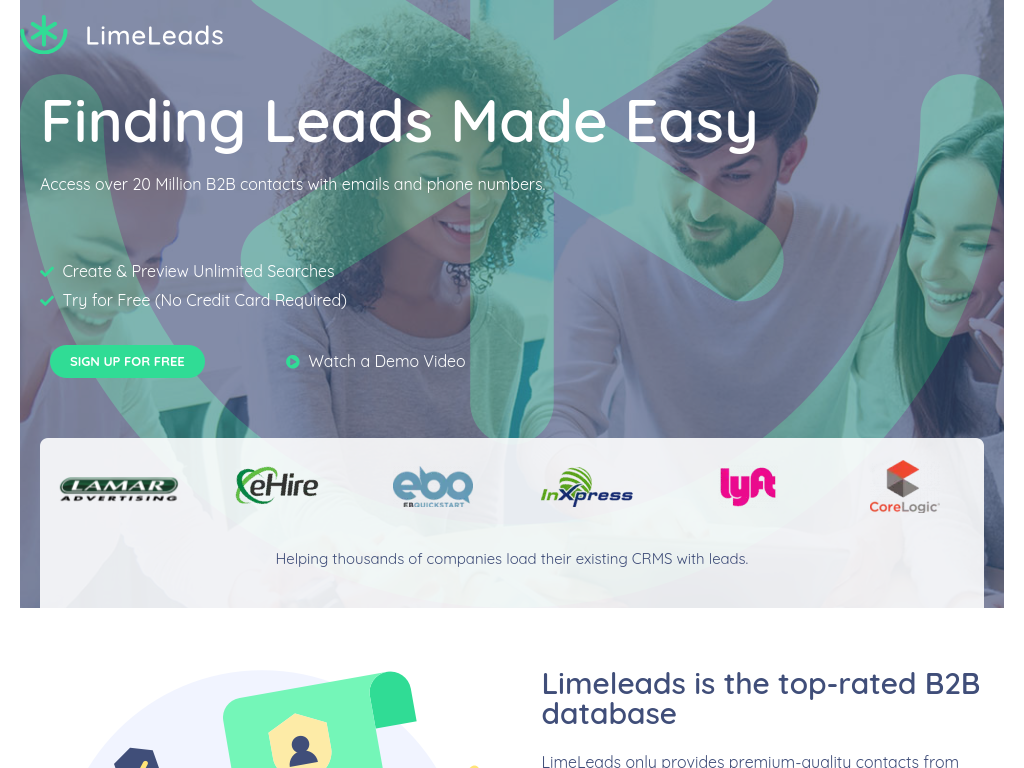 LimeLeads
Finding Leads Made Easy
Access over 20 Million B2B contacts with emails and phone numbers.
Create & Preview Unlimited Searches
Try for Free (No Credit Card Required)
SIGN UP FOR FREE
Watch a Demo Video
LAMAR
ADVERTISING
eHire
ebq
EBQUICKSTART
InXpress
lyft
CoreLogic
Helping thousands of companies load their existing CRMS with leads.
Limeleads is the top-rated B2B
database
LimeLeads only provides premium-quality contacts from